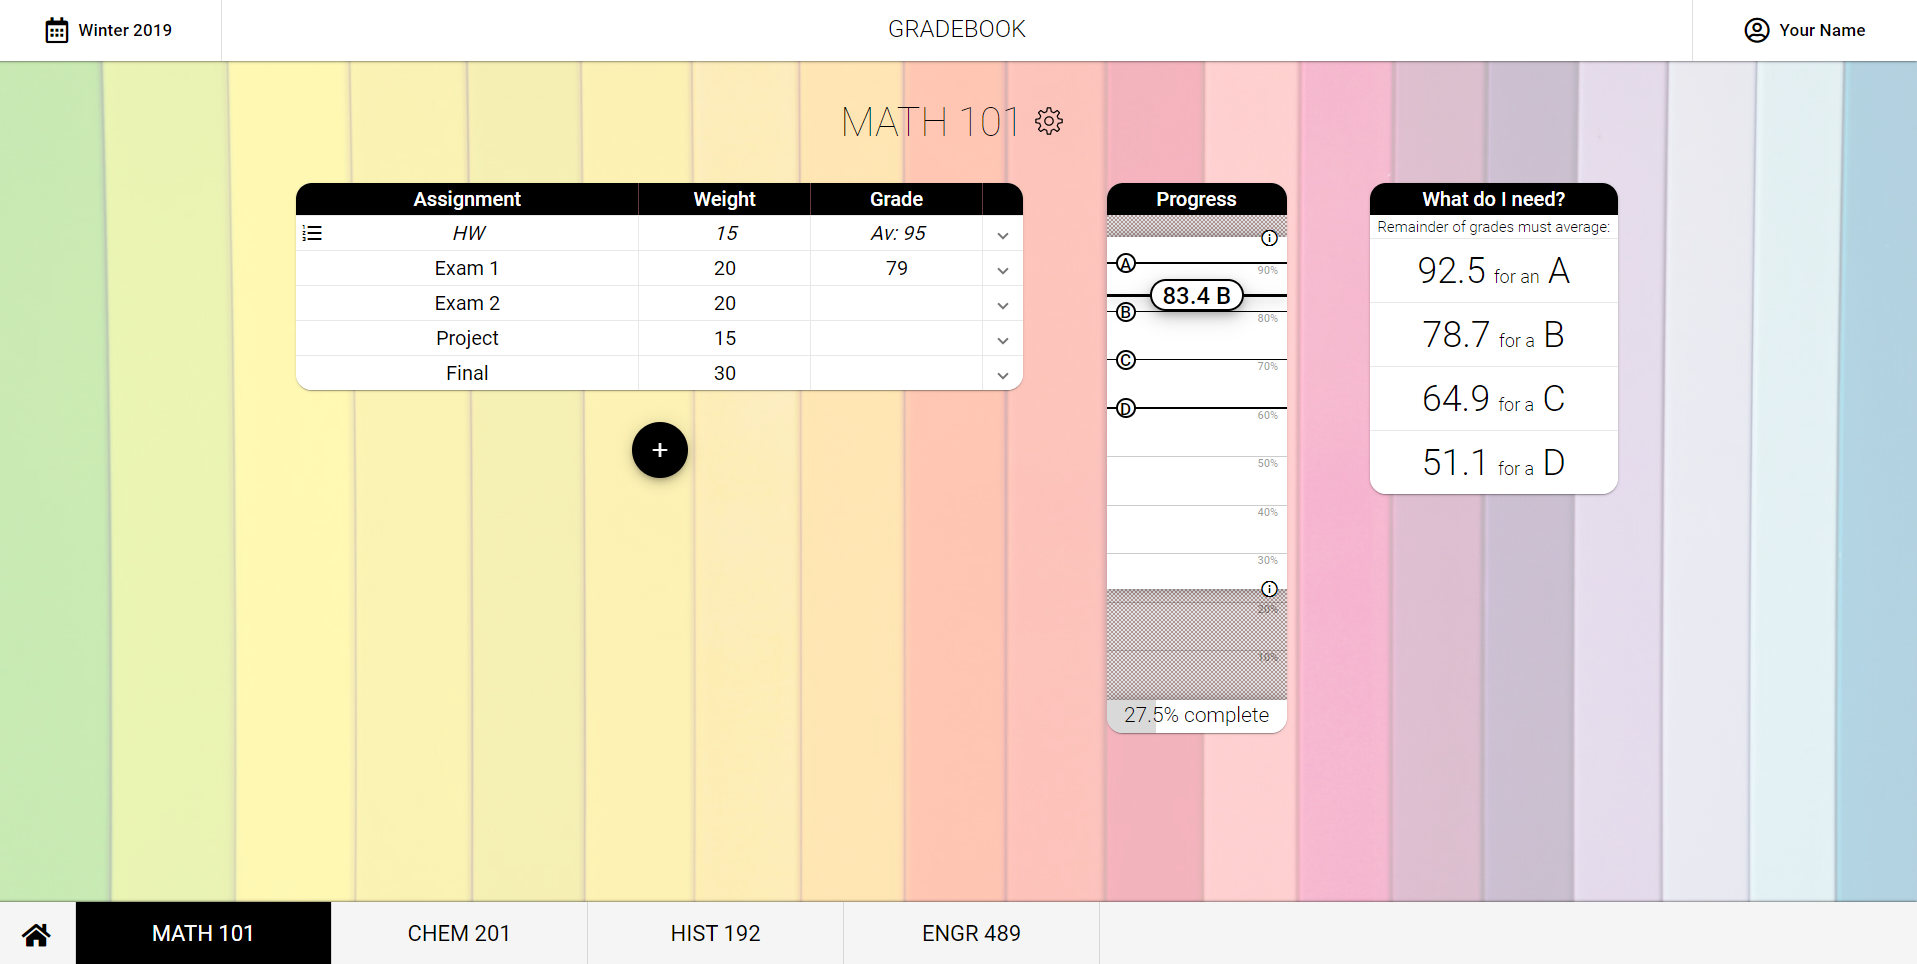 Winter 2019
GRADEBOOK
Your Name
MATH 101
Assignment Weight Grade
HW 15 Av: 95
Exam 1 20 79
Exam 2 20
Project 15
Final 30
+
Progress
A
90%
83.4 B
B
80%
C
70%
D
60%
50%
40%
30%
20%
10%
27.5% complete
What do I need?
Remainder of grades must average:
92.5 for an A
78.7 for a B
64.9 for a C
51.1 for a D
MATH 101
CHEM 201
HIST 192
ENGR 489